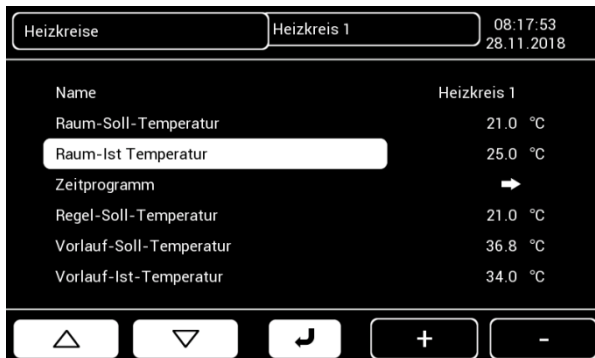 Heizkreise Heizkreis 1 08:17:53
28.11.2018
Name Heizkreis 1
Raum-Soll-Temperatur 21.0 °C
Raum-Ist Temperatur 25.0 °C
Zeitprogramm
Regel-Soll-Temperatur 21.0 °C
Vorlauf-Soll-Temperatur 36.8 °C
Vorlauf-Ist-Temperatur 34.0 °C
+ -